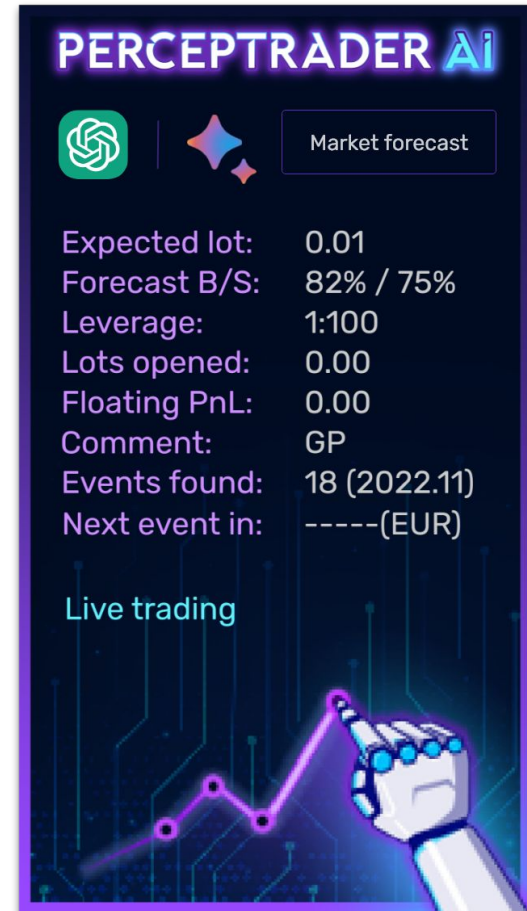 PERCEPTRADER Ai
Market forecast
Expected lot: 0.01
Forecast B/S: 82% / 75%
Leverage: 1:100
Lots opened: 0.00
Floating PnL: 0.00
Comment: GP
Events found: 18 (2022.11)
Next event in: -----(EUR)
Live trading